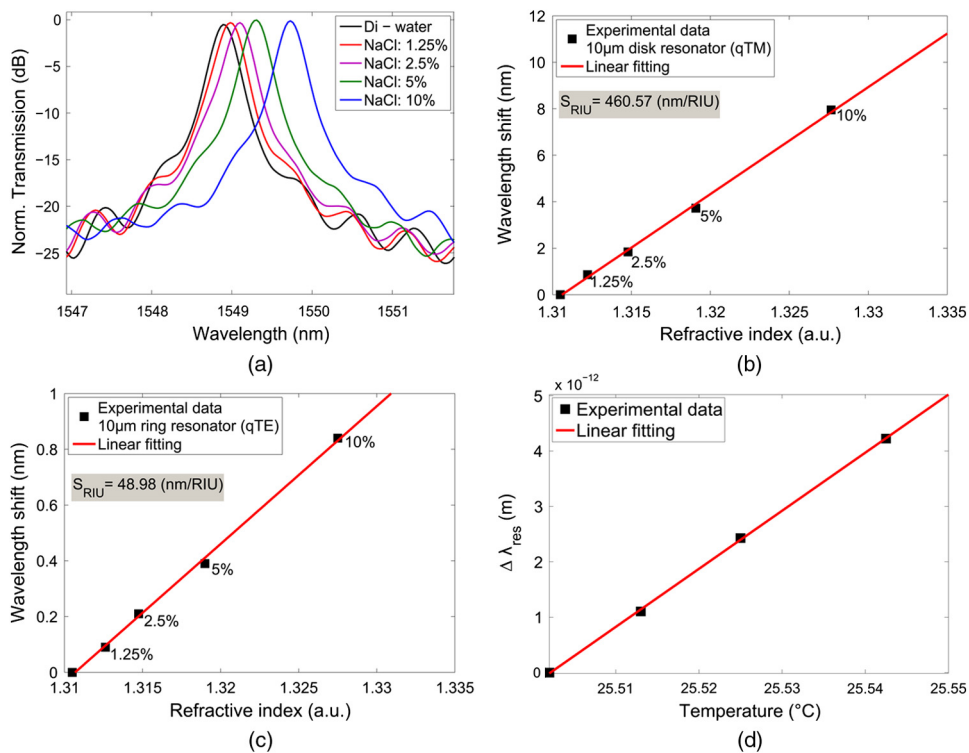 0
−5
−10
−15
−20
−25
Norm. Transmission (dB)
1547
1548
1549
1550
1551
Wavelength (nm)
Di − water
NaCl: 1.25%
NaCl: 2.5%
NaCl: 5%
NaCl: 10%
(a)
12
10
8
6
4
2
0
Wavelength shift (nm)
Experimental data
10μm disk resonator (qTM)
Linear fitting
S_RIU= 460.57 (nm/RIU)
10%
5%
2.5%
1.25%
1.31
1.315
1.32
1.33
1.335
Refractive index (a.u.)
(b)
1
0.8
0.6
0.4
0.2
0
Wavelength shift (nm)
Experimental data
10μm ring resonator (qTE)
Linear fitting
S_RIU= 48.98 (nm/RIU)
10%
5%
2.5%
1.25%
1.31
1.315
1.32
1.33
1.335
Refractive index (a.u.)
(c)
x 10⁻¹²
5
4
3
2
1
0
Δ λ_res (m)
Experimental data
Linear fitting
25.51
25.52
25.53
25.54
25.55
Temperature (°C)
(d)